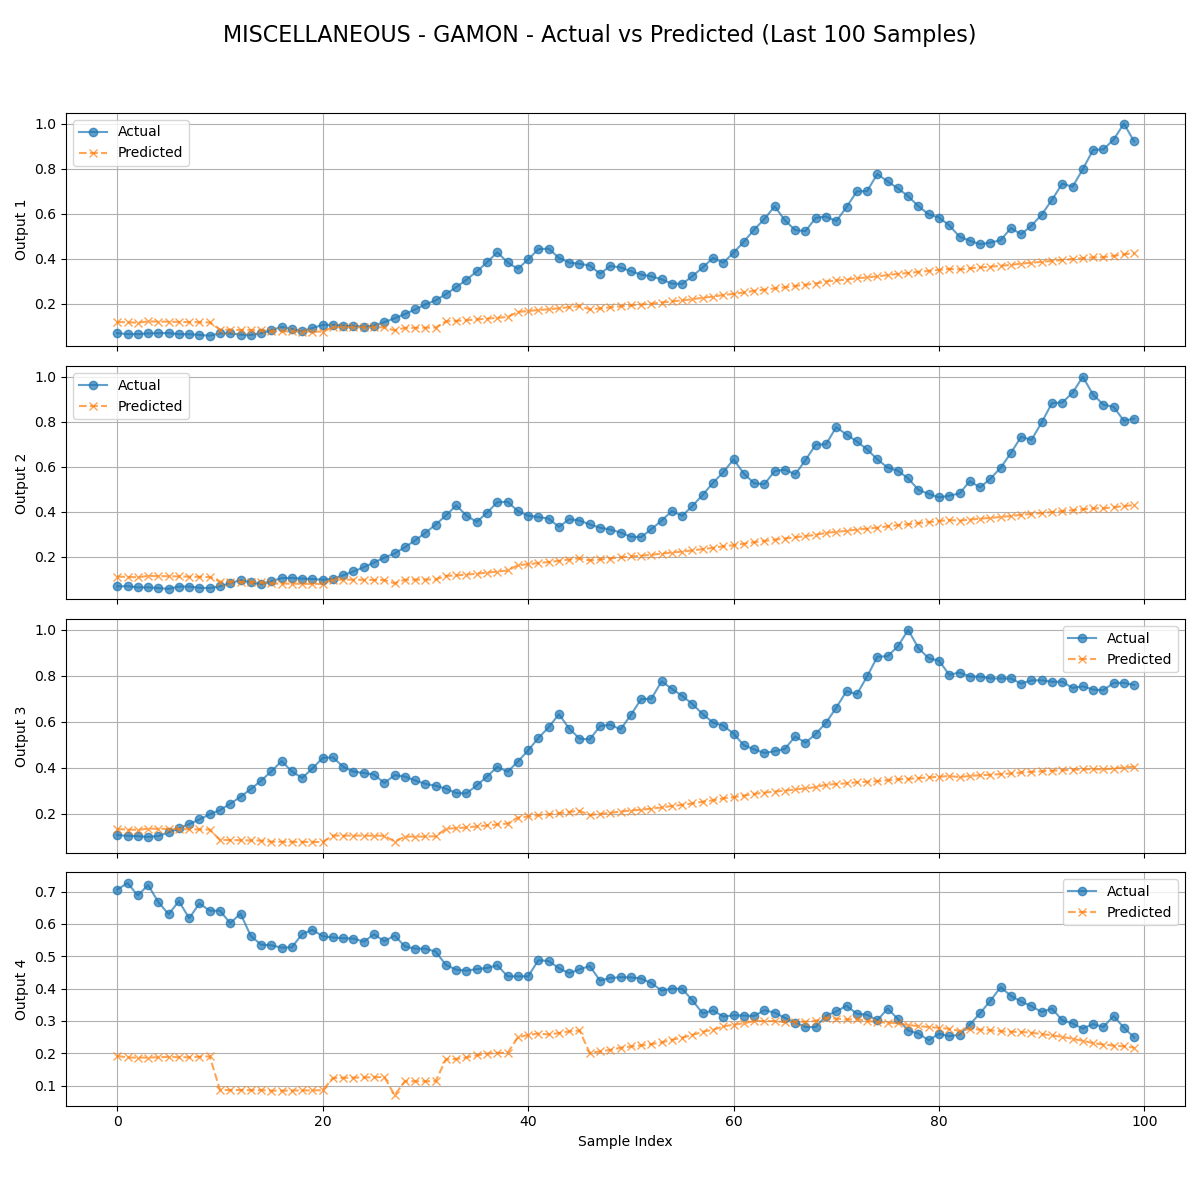 MISCELLANEOUS - GAMON - Actual vs Predicted (Last 100 Samples)
1.0
0.8
0.6
0.4
0.2
Output 1
Actual
Predicted
1.0
0.8
0.6
0.4
0.2
Output 2
Actual
Predicted
1.0
0.8
0.6
0.4
0.2
Output 3
Actual
Predicted
0.7
0.6
0.5
0.4
0.3
0.2
0.1
Output 4
Actual
Predicted
0 20 40 60 80 100
Sample Index